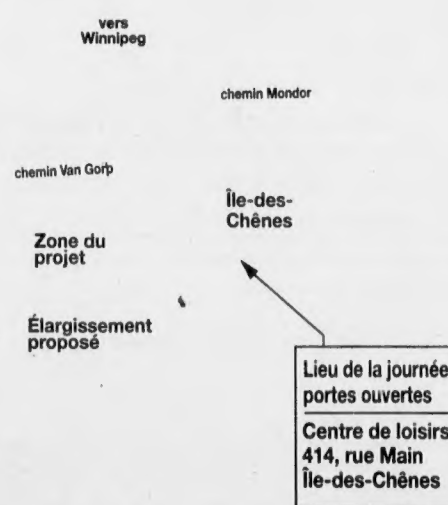 vers
Winnipeg
chemin Mondor
chemin Van Gorp
Île-des-
Chênes
Zone du
projet
Élargissement
proposé
Lieu de la journée
portes ouvertes
Centre de loisirs
414, rue Main
Île-des-Chênes